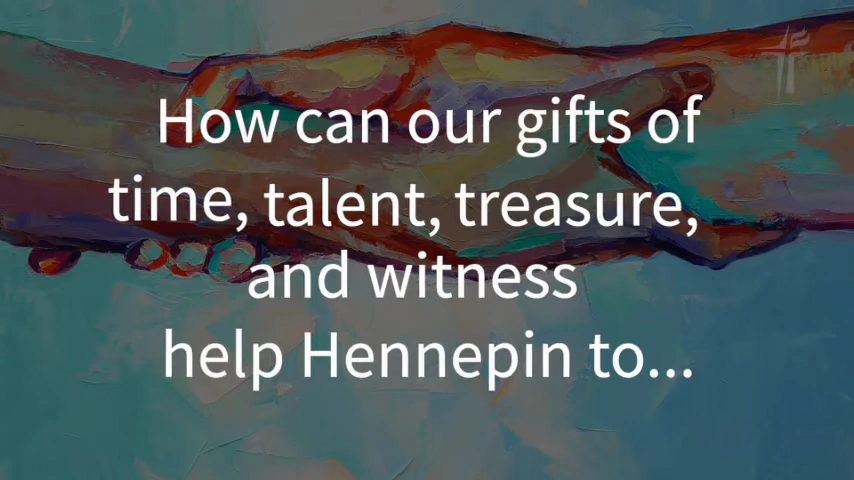 How can our gifts of
time, talent, treasure,
and witness
help Hennepin to...